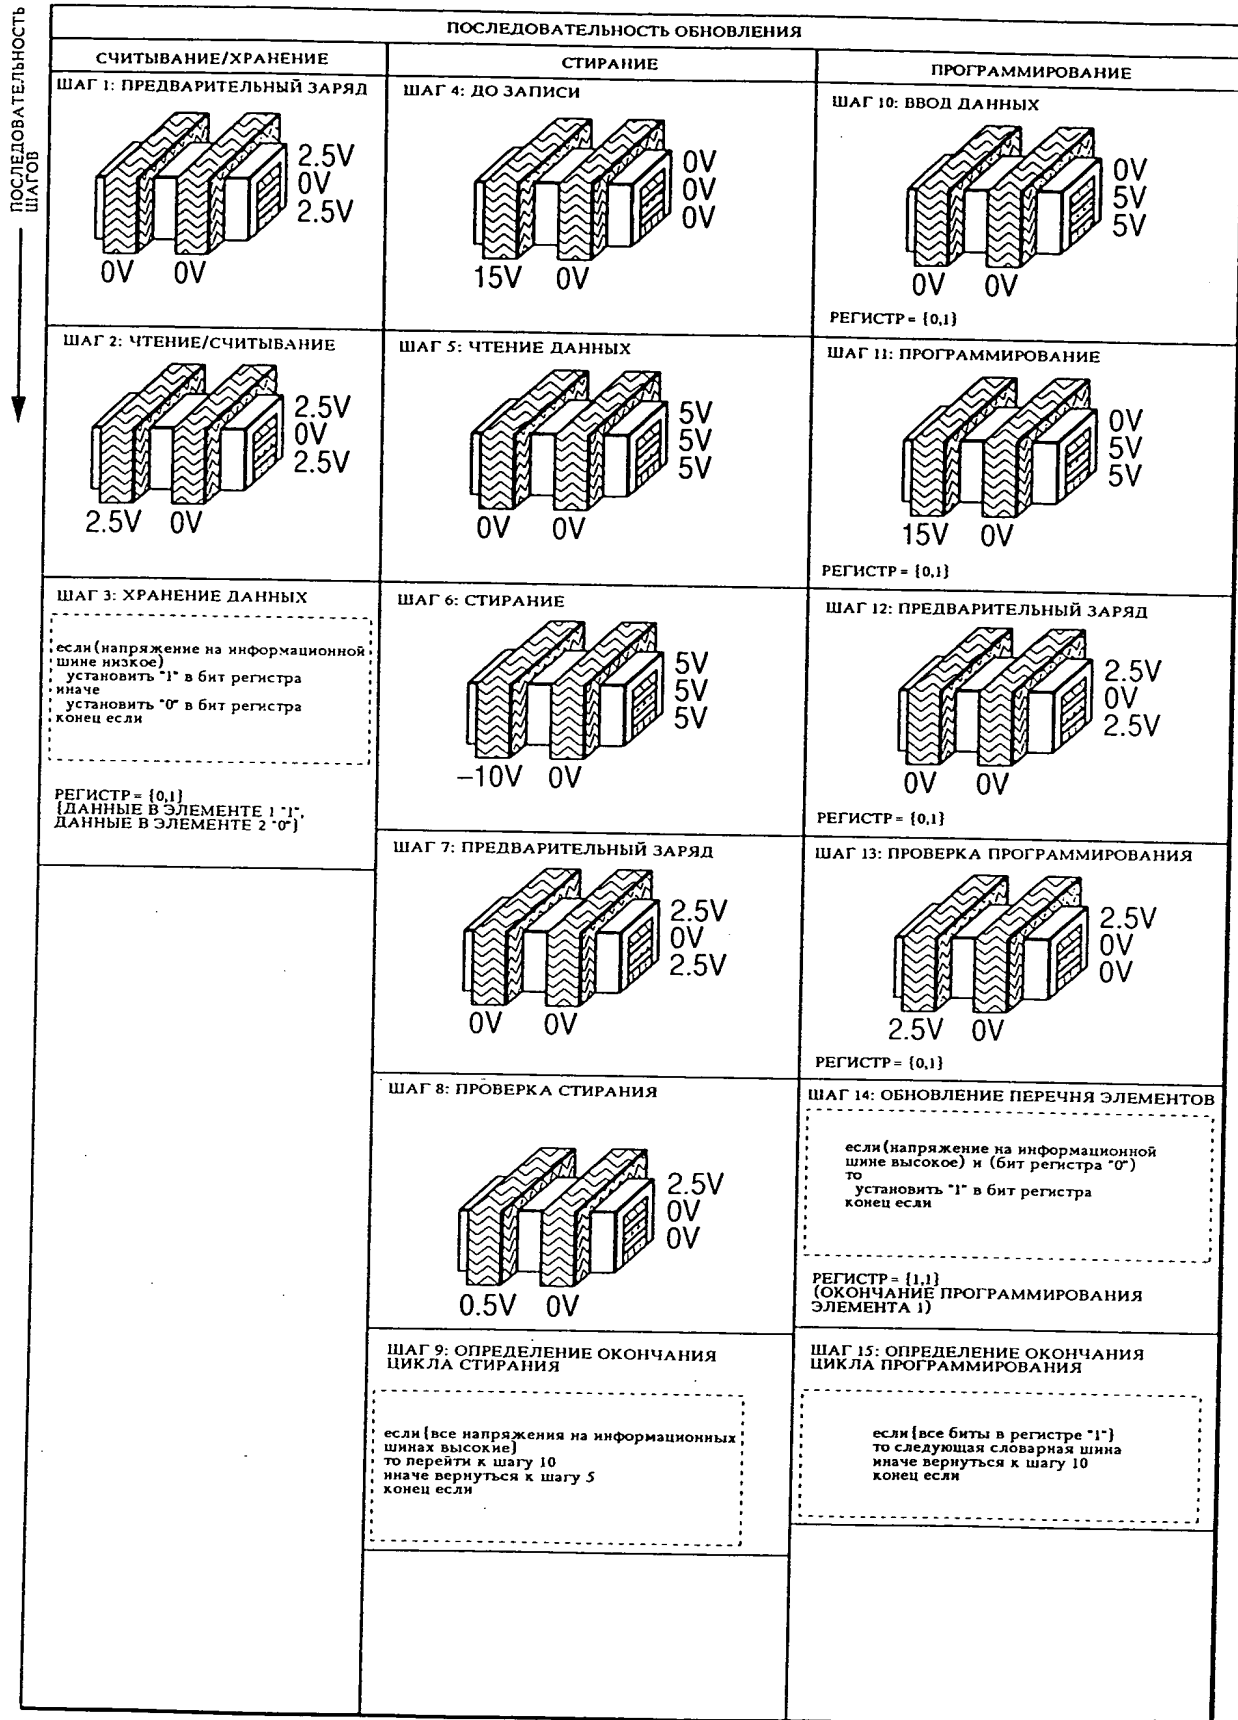 ПОСЛЕДОВАТЕЛЬНОСТЬ
ШАГОВ
ПОСЛЕДОВАТЕЛЬНОСТЬ ОБНОВЛЕНИЯ
СЧИТЫВАНИЕ/ХРАНЕНИЕ
ШАГ 1: ПРЕДВАРИТЕЛЬНЫЙ ЗАРЯД
2.5V
0V
2.5V
0V 0V
ШАГ 2: ЧТЕНИЕ/СЧИТЫВАНИЕ
2.5V
0V
2.5V
2.5V 0V
ШАГ 3: ХРАНЕНИЕ ДАННЫХ
если (напряжение на информационной
шине низкое)
установить "1" в бит регистра
иначе
установить "0" в бит регистра
конец если
РЕГИСТР = {0,1}
{ДАННЫЕ В ЭЛЕМЕНТЕ 1 "1",
ДАННЫЕ В ЭЛЕМЕНТЕ 2 "0"}
СТИРАНИЕ
ШАГ 4: ДО ЗАПИСИ
0V
0V
0V
15V 0V
ШАГ 5: ЧТЕНИЕ ДАННЫХ
5V
5V
5V
0V 0V
ШАГ 6: СТИРАНИЕ
5V
5V
5V
–10V 0V
ШАГ 7: ПРЕДВАРИТЕЛЬНЫЙ ЗАРЯД
2.5V
0V
2.5V
0V 0V
ШАГ 8: ПРОВЕРКА СТИРАНИЯ
2.5V
0V
0V
0.5V 0V
ШАГ 9: ОПРЕДЕЛЕНИЕ ОКОНЧАНИЯ
ЦИКЛА СТИРАНИЯ
если {все напряжения на информационных
шинах высокие}
то перейти к шагу 10
иначе вернуться к шагу 5
конец если
ПРОГРАММИРОВАНИЕ
ШАГ 10: ВВОД ДАННЫХ
0V
5V
5V
0V 0V
РЕГИСТР = {0,1}
ШАГ 11: ПРОГРАММИРОВАНИЕ
0V
5V
5V
15V 0V
РЕГИСТР = {0,1}
ШАГ 12: ПРЕДВАРИТЕЛЬНЫЙ ЗАРЯД
2.5V
0V
2.5V
0V 0V
РЕГИСТР = {0,1}
ШАГ 13: ПРОВЕРКА ПРОГРАММИРОВАНИЯ
2.5V
0V
0V
2.5V 0V
РЕГИСТР = {0,1}
ШАГ 14: ОБНОВЛЕНИЕ ПЕРЕЧНЯ ЭЛЕМЕНТОВ
если (напряжение на информационной
шине высокое) и (бит регистра "0")
то
установить "1" в бит регистра
конец если
РЕГИСТР = {1,1}
(ОКОНЧАНИЕ ПРОГРАММИРОВАНИЯ
ЭЛЕМЕНТА 1)
ШАГ 15: ОПРЕДЕЛЕНИЕ ОКОНЧАНИЯ
ЦИКЛА ПРОГРАММИРОВАНИЯ
если {все биты в регистре "1"}
то следующая словарная шина
иначе вернуться к шагу 10
конец если